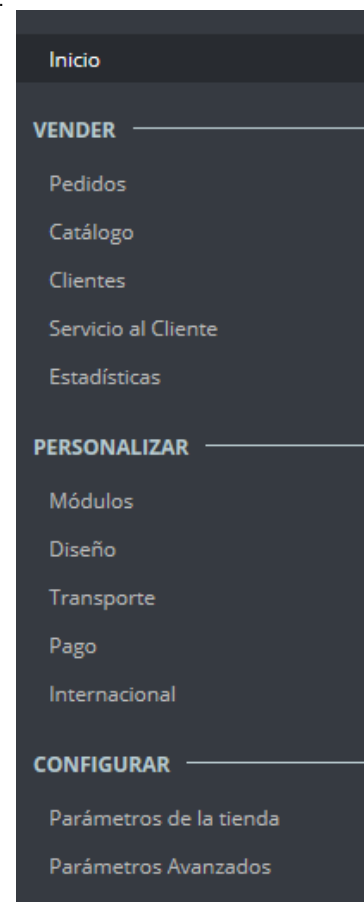 Inicio
VENDER
Pedidos
Catálogo
Clientes
Servicio al Cliente
Estadísticas
PERSONALIZAR
Módulos
Diseño
Transporte
Pago
Internacional
CONFIGURAR
Parámetros de la tienda
Parámetros Avanzados